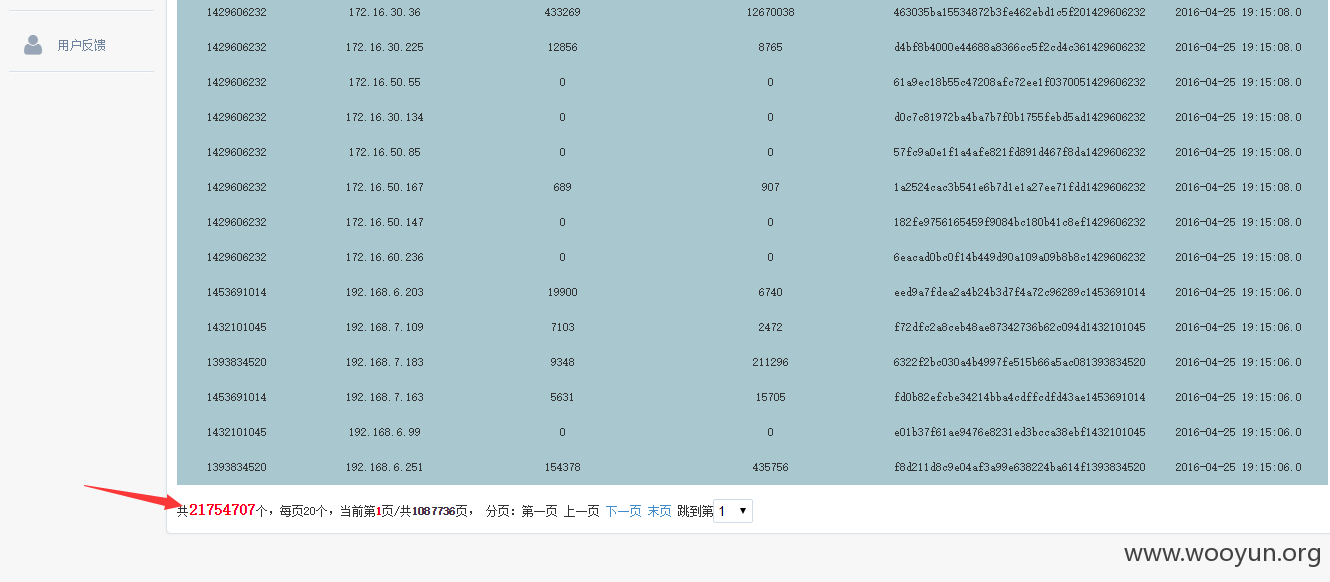 1429606232 172.16.30.36 433269 12670038 463035ba15534872b3fe462ebd1c5f201429606232 2016-04-25 19:15:08.0
用户反馈
1429606232 172.16.30.225 12856 8765 d4bf8b4000e44688a8366cc5f2cd4c361429606232 2016-04-25 19:15:08.0
1429606232 172.16.50.55 0 0 61a9ec18b55c47208afc72ee1f0370051429606232 2016-04-25 19:15:08.0
1429606232 172.16.30.134 0 0 d0c7c81972ba4ba7b7f0b1755febd5ad1429606232 2016-04-25 19:15:08.0
1429606232 172.16.50.85 0 0 57fc9a0e1f1a4afe821fd891d467f8da1429606232 2016-04-25 19:15:08.0
1429606232 172.16.50.167 689 907 1a2524cac3b541e6b7d1e1a27ee71fdd1429606232 2016-04-25 19:15:08.0
1429606232 172.16.50.147 0 0 182fe9756165459f9084bc180b41c8ef1429606232 2016-04-25 19:15:08.0
1429606232 172.16.60.236 0 0 6eacad0bc0f14b449d90a109a09b8b8c1429606232 2016-04-25 19:15:08.0
1453691014 192.168.6.203 19900 6740 eed9a7fdea2a4b24b3d7f4a72c96289c1453691014 2016-04-25 19:15:06.0
1432101045 192.168.7.109 7103 2472 f72dfc2a8ceb48ae87342736b62c094d1432101045 2016-04-25 19:15:06.0
1393834520 192.168.7.183 9348 211296 6322f2bc030a4b4997fe515b66a5ac081393834520 2016-04-25 19:15:06.0
1453691014 192.168.7.163 5631 15705 fd0b82efcbe34214bba4cdffcdfd43ae1453691014 2016-04-25 19:15:06.0
1432101045 192.168.6.99 0 0 e01b37f61ae9476e8231ed3bcca38ebf1432101045 2016-04-25 19:15:06.0
1393834520 192.168.6.251 154378 435756 f8d211d8c9e04af3a99e638224ba614f1393834520 2016-04-25 19:15:06.0
共21754707个，每页20个，当前第1页/共1087736页， 分页：第一页 上一页 下一页 末页 跳到第1
www.wooyun.org